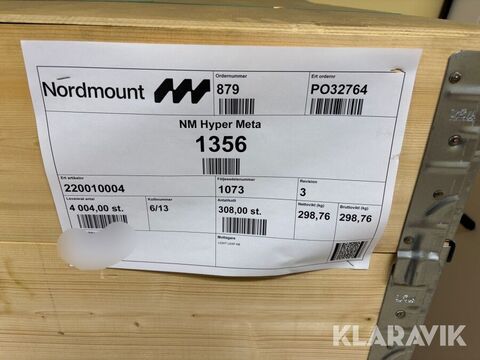 Nordmount
Ordernummer
879
Ert ordernr
PO32764
NM Hyper Meta
1356
Ert artikelnr
220010004
Följesedelsnummer
1073
Revision
3
Levererat antal
4 004,00 st.
Kollinummer
6/13
Antal/kolli
308,00 st.
Nettovikt (kg)
298,76
Bruttovikt (kg)
298,76
Mottagare
KLARAVIK